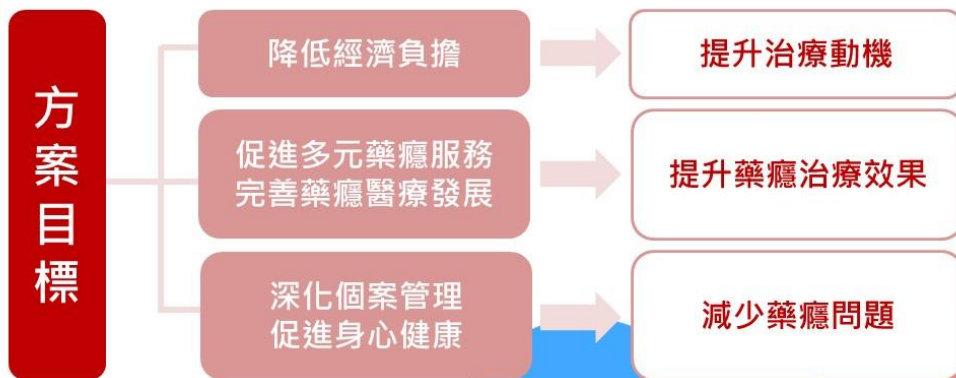 方案目標
降低經濟負擔
提升治療動機
促進多元藥癮服務
完善藥癮醫療發展
提升藥癮治療效果
深化個案管理
促進身心健康
減少藥癮問題